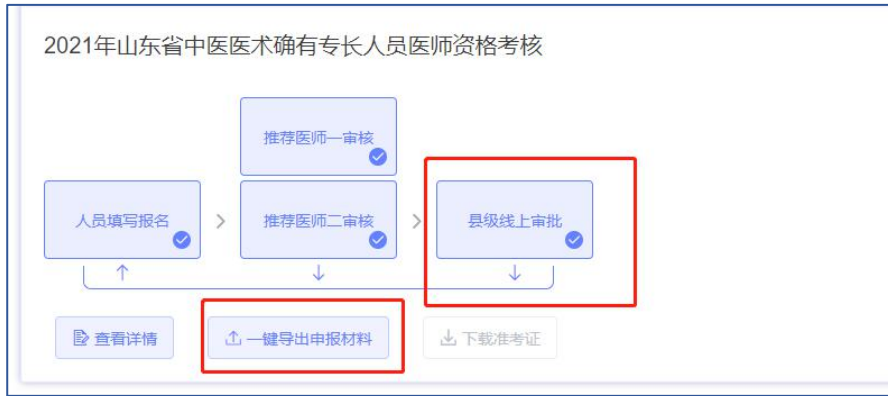 2021年山东省中医医术确有专长人员医师资格考核
推荐医师一审核
人员填写报名
推荐医师二审核
县级线上审批
查看详情
一键导出申报材料
下载准考证